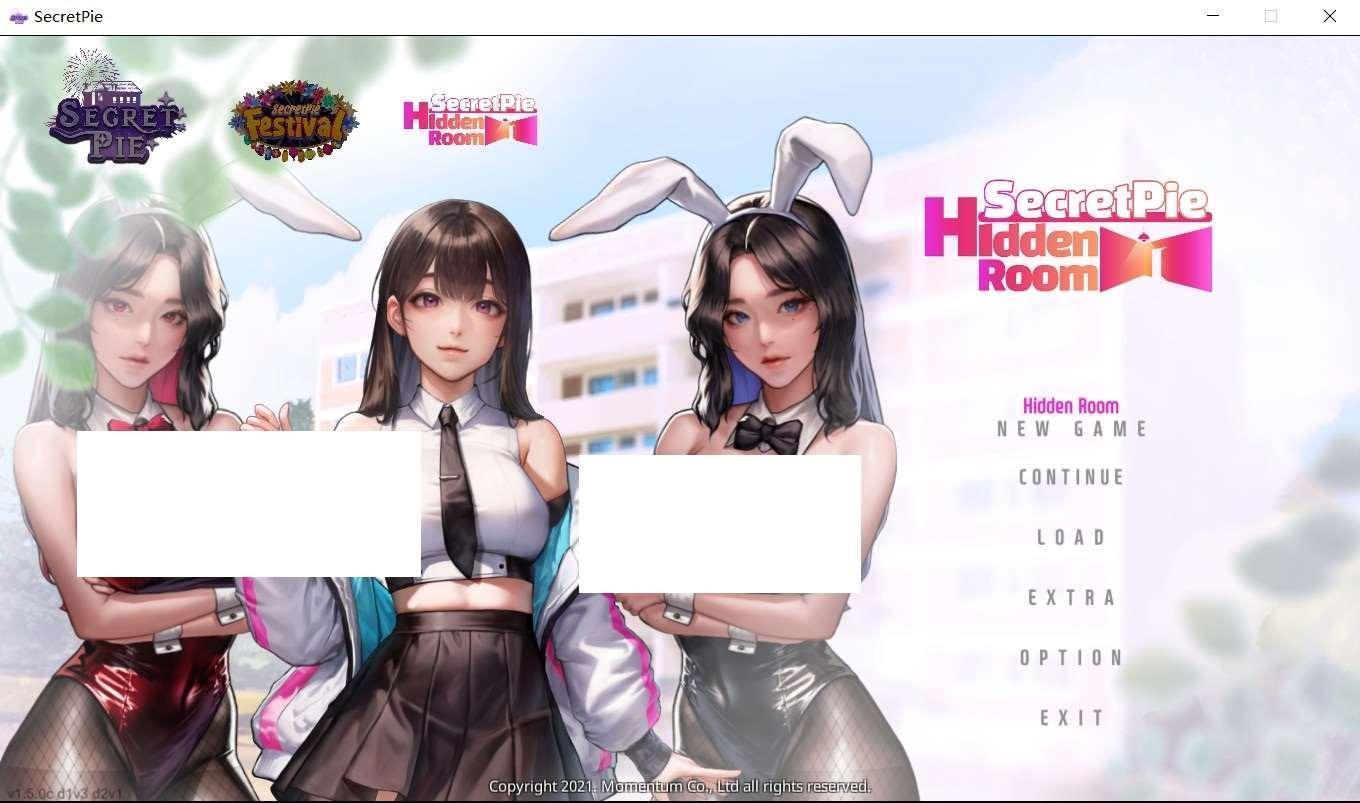 SecretPie
SECRET
PIE
SecretPie
Festival
SecretPie
Hidden
Room
SecretPie
Hidden
Room
Hidden Room
NEW GAME
CONTINUE
LOAD
EXTRA
OPTION
EXIT
Copyright 2021. Momentum Co., Ltd all rights reserved.
v1.5.0c d1v3 d2v1